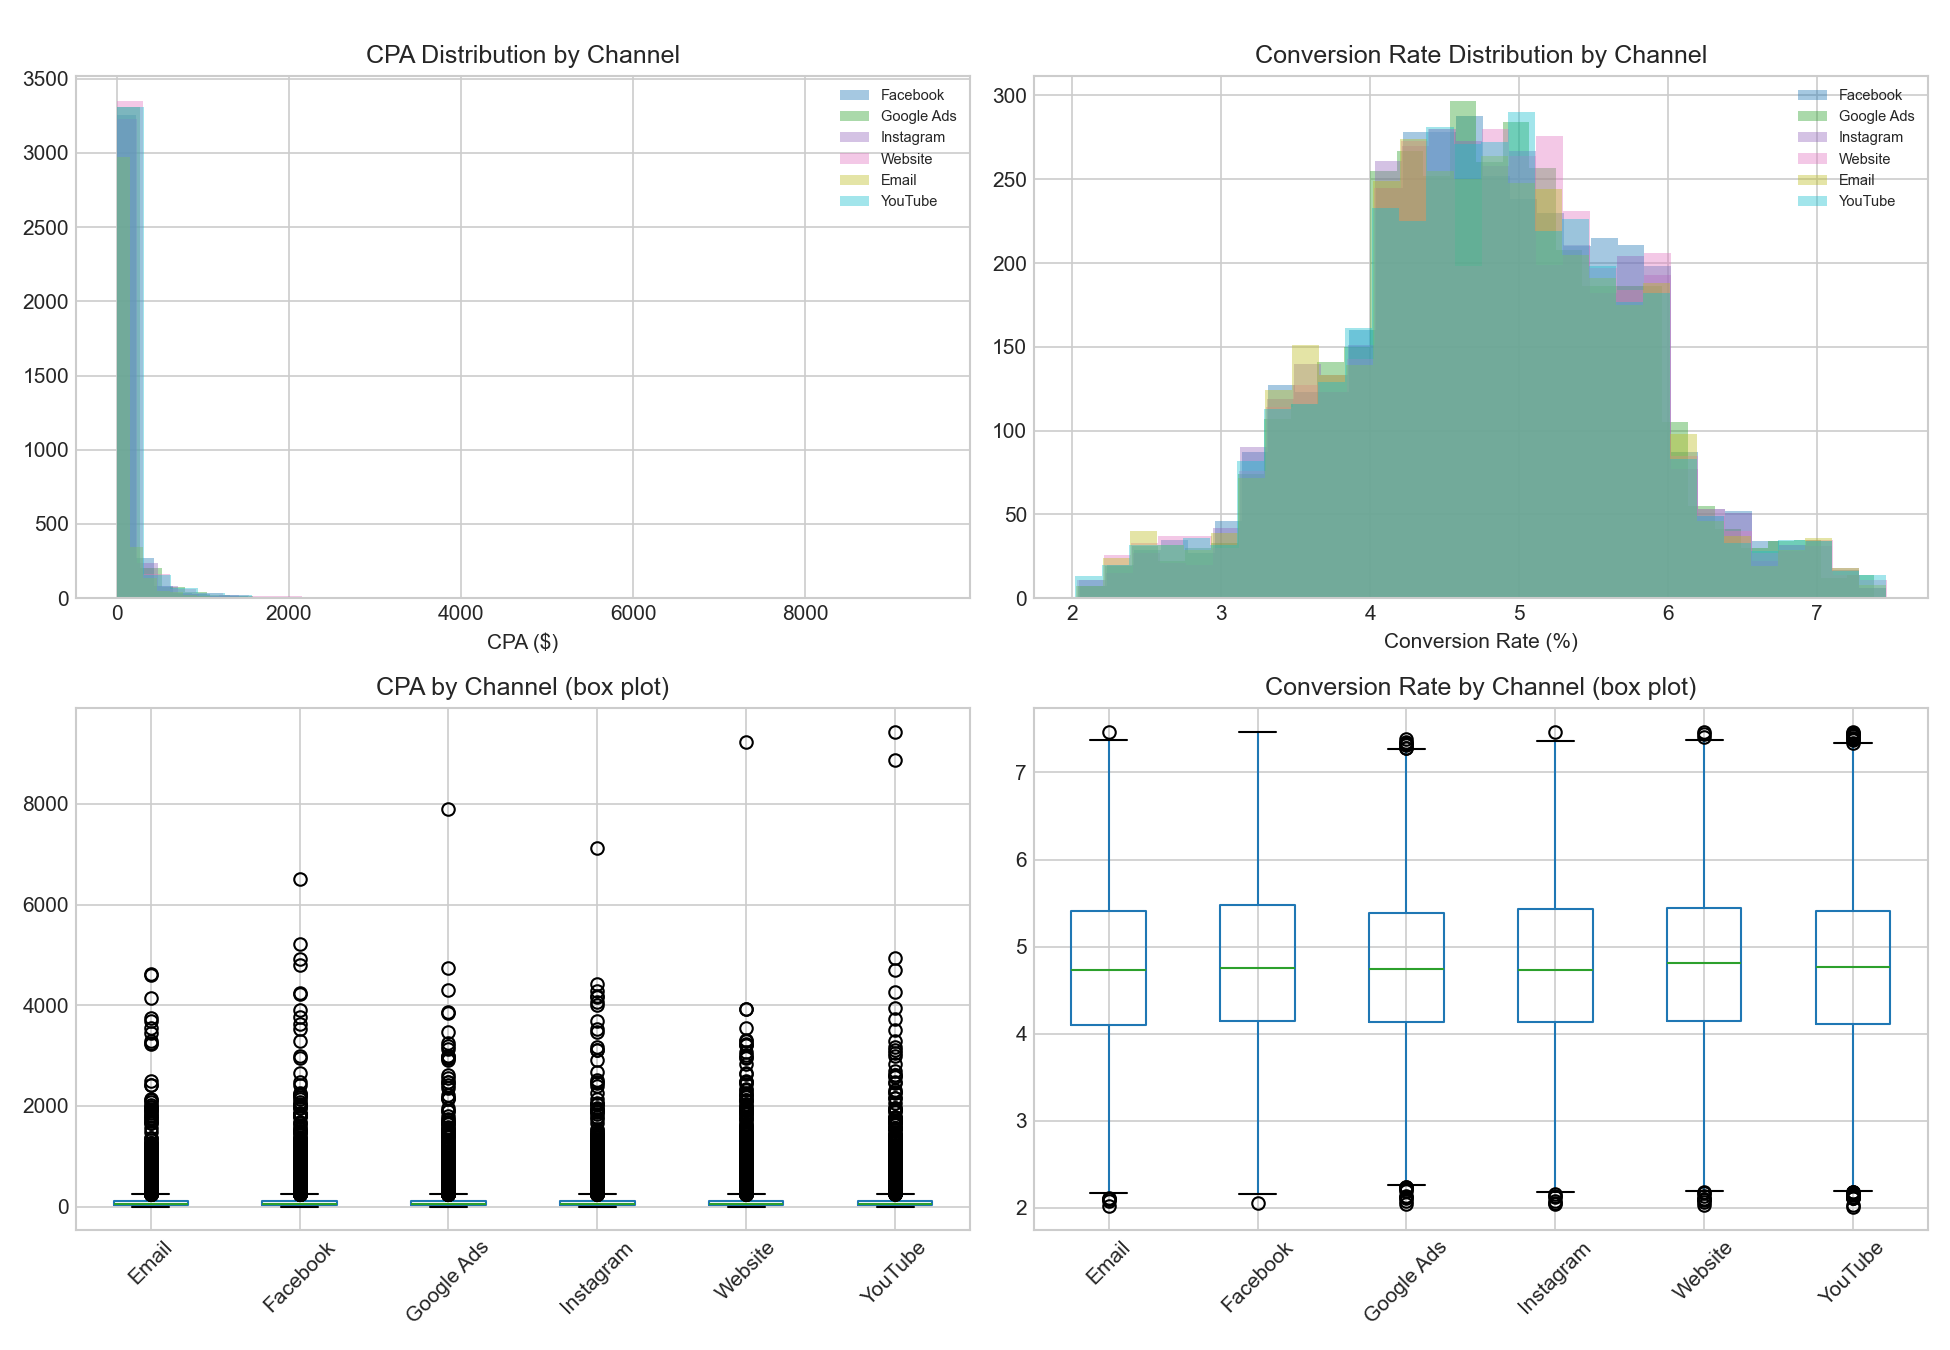 CPA Distribution by Channel
3500
3000
2500
2000
1500
1000
500
0
0 2000 4000 6000 8000
CPA ($)
Facebook
Google Ads
Instagram
Website
Email
YouTube
Conversion Rate Distribution by Channel
300
250
200
150
100
50
0
2 3 4 5 6 7
Conversion Rate (%)
Facebook
Google Ads
Instagram
Website
Email
YouTube
CPA by Channel (box plot)
8000
6000
4000
2000
0
Email Facebook Google Ads Instagram Website YouTube
Conversion Rate by Channel (box plot)
7
6
5
4
3
2
Email Facebook Google Ads Instagram Website YouTube